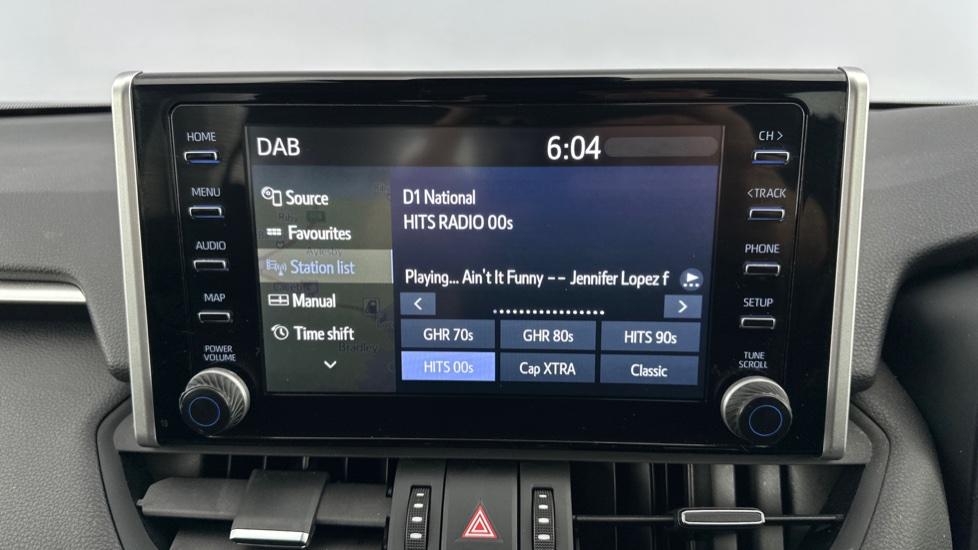 HOME
MENU
AUDIO
MAP
POWER
VOLUME
DAB
6:04
Source
Favourites
Station list
Manual
Time shift
Bradley
D1 National
HITS RADIO 00s
Playing... Ain't It Funny -- Jennifer Lopez f
<
>
GHR 70s
GHR 80s
HITS 90s
HITS 00s
Cap XTRA
Classic
CH >
< TRACK
PHONE
SETUP
TUNE
SCROLL